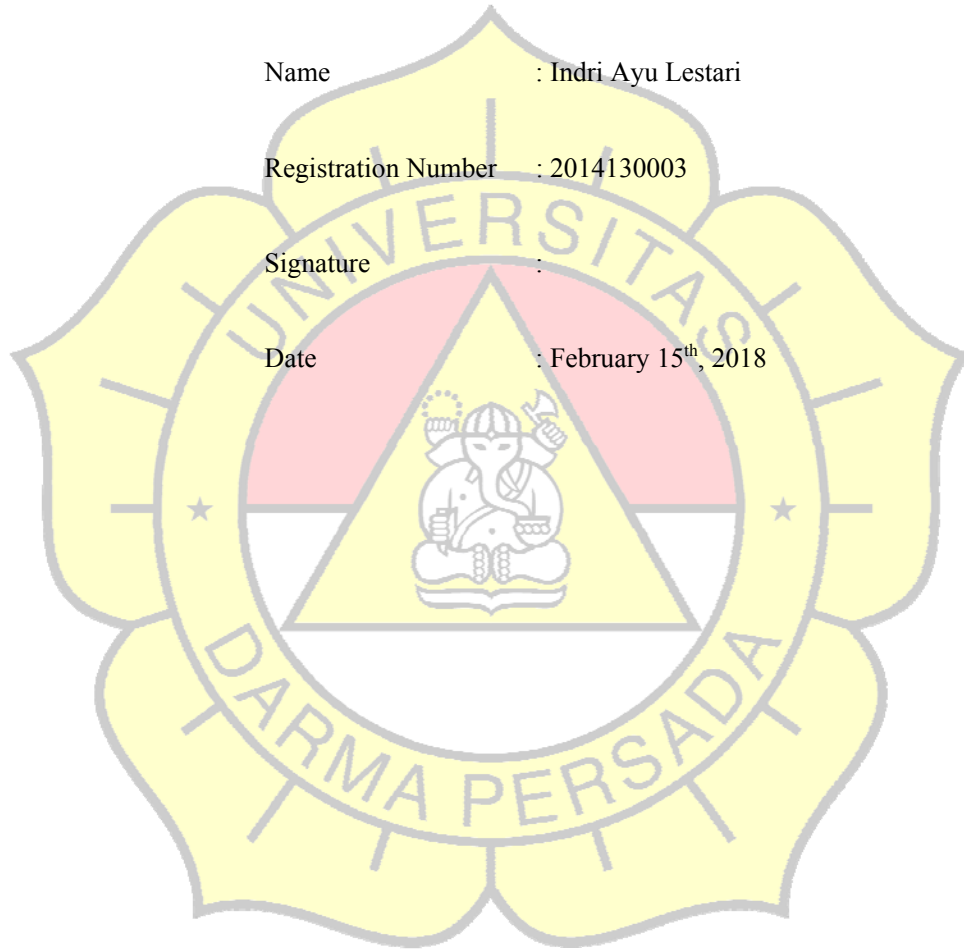 Name : Indri Ayu Lestari
Registration Number : 2014130003
Signature :
Date : February 15th, 2018
UNIVERSITAS
DARMA PERSADA